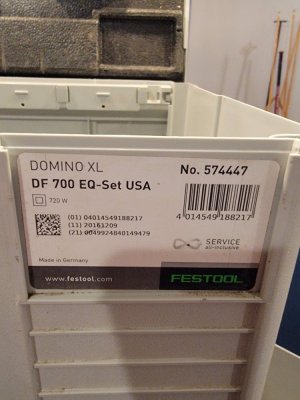 DOMINO XL
No. 574447
DF 700 EQ-Set USA
720 W
(01) 04014549188217
(11) 20161209
(21) 0049924840149479
4 014549 188217
SERVICE
all-inclusive
Made in Germany
www.festool.com
FESTOOL